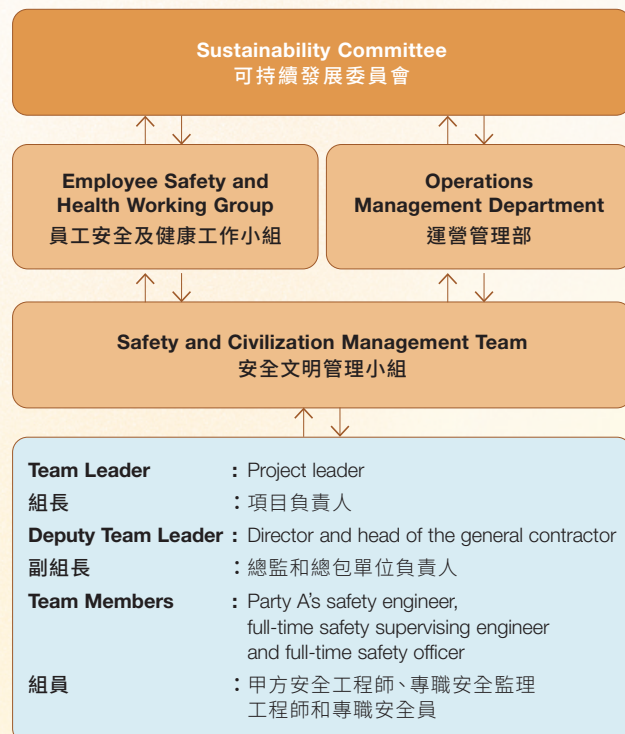 Sustainability Committee
可持續發展委員會
Employee Safety and
Health Working Group
員工安全及健康工作小組
Operations
Management Department
運營管理部
Safety and Civilization Management Team
安全文明管理小組
Team Leader : Project leader
組長 ：項目負責人
Deputy Team Leader : Director and head of the general contractor
副組長 ：總監和總包單位負責人
Team Members : Party A's safety engineer,
full-time safety supervising engineer
and full-time safety officer
組員 ：甲方安全工程師、專職安全監理
工程師和專職安全員